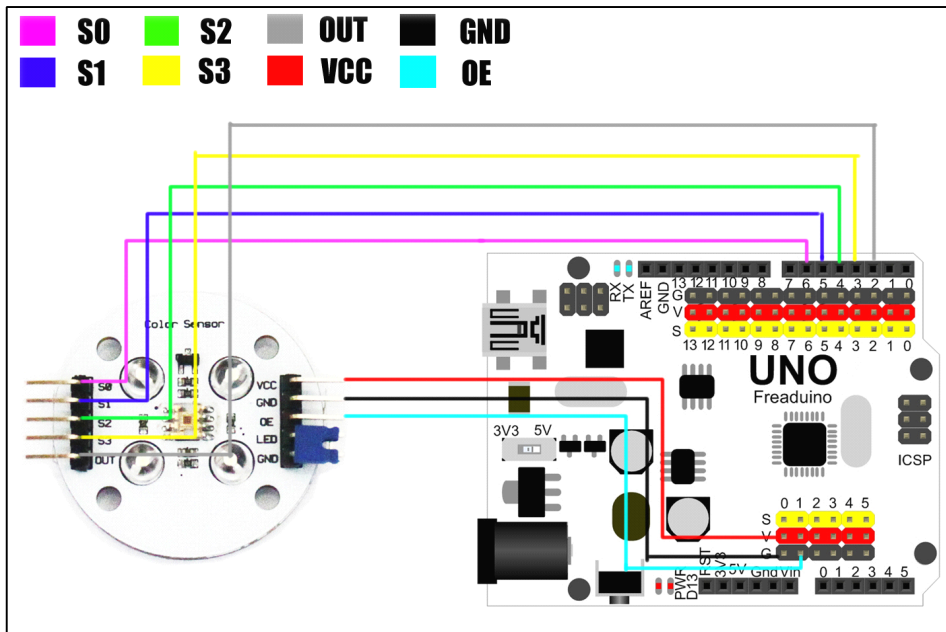 S0 S2 OUT GND
S1 S3 VCC OE
Color Sensor
S0
S1
S2
S3
OUT
VCC
GND
OE
LED
GND
RX
TX
AREF
GND
13
12
11
10
9
8
7 6 5 4 3 2 1 0
G
V
S
13 12 11 10 9 8 7 6 5 4 3 2 1 0
UNO
Freaduino
3V3 5V
ICSP
0 1 2 3 4 5
S
V
G
PWR
D13
RST
3V3
5V
Gnd
Vin
0 1 2 3 4 5